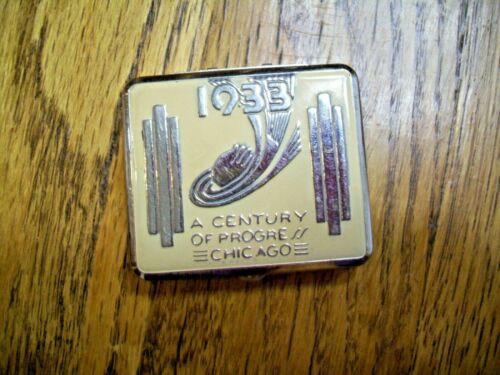 1933
A CENTURY
OF PROGRESS
CHICAGO